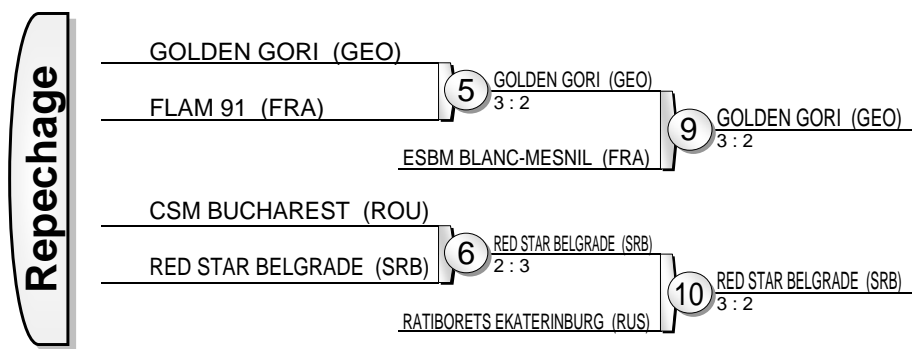 Repechage
GOLDEN GORI (GEO)
FLAM 91 (FRA)
5
GOLDEN GORI (GEO)
3 : 2
ESBM BLANC-MESNIL (FRA)
9
GOLDEN GORI (GEO)
3 : 2
CSM BUCHAREST (ROU)
RED STAR BELGRADE (SRB)
6
RED STAR BELGRADE (SRB)
2 : 3
RATIBORETS EKATERINBURG (RUS)
10
RED STAR BELGRADE (SRB)
3 : 2